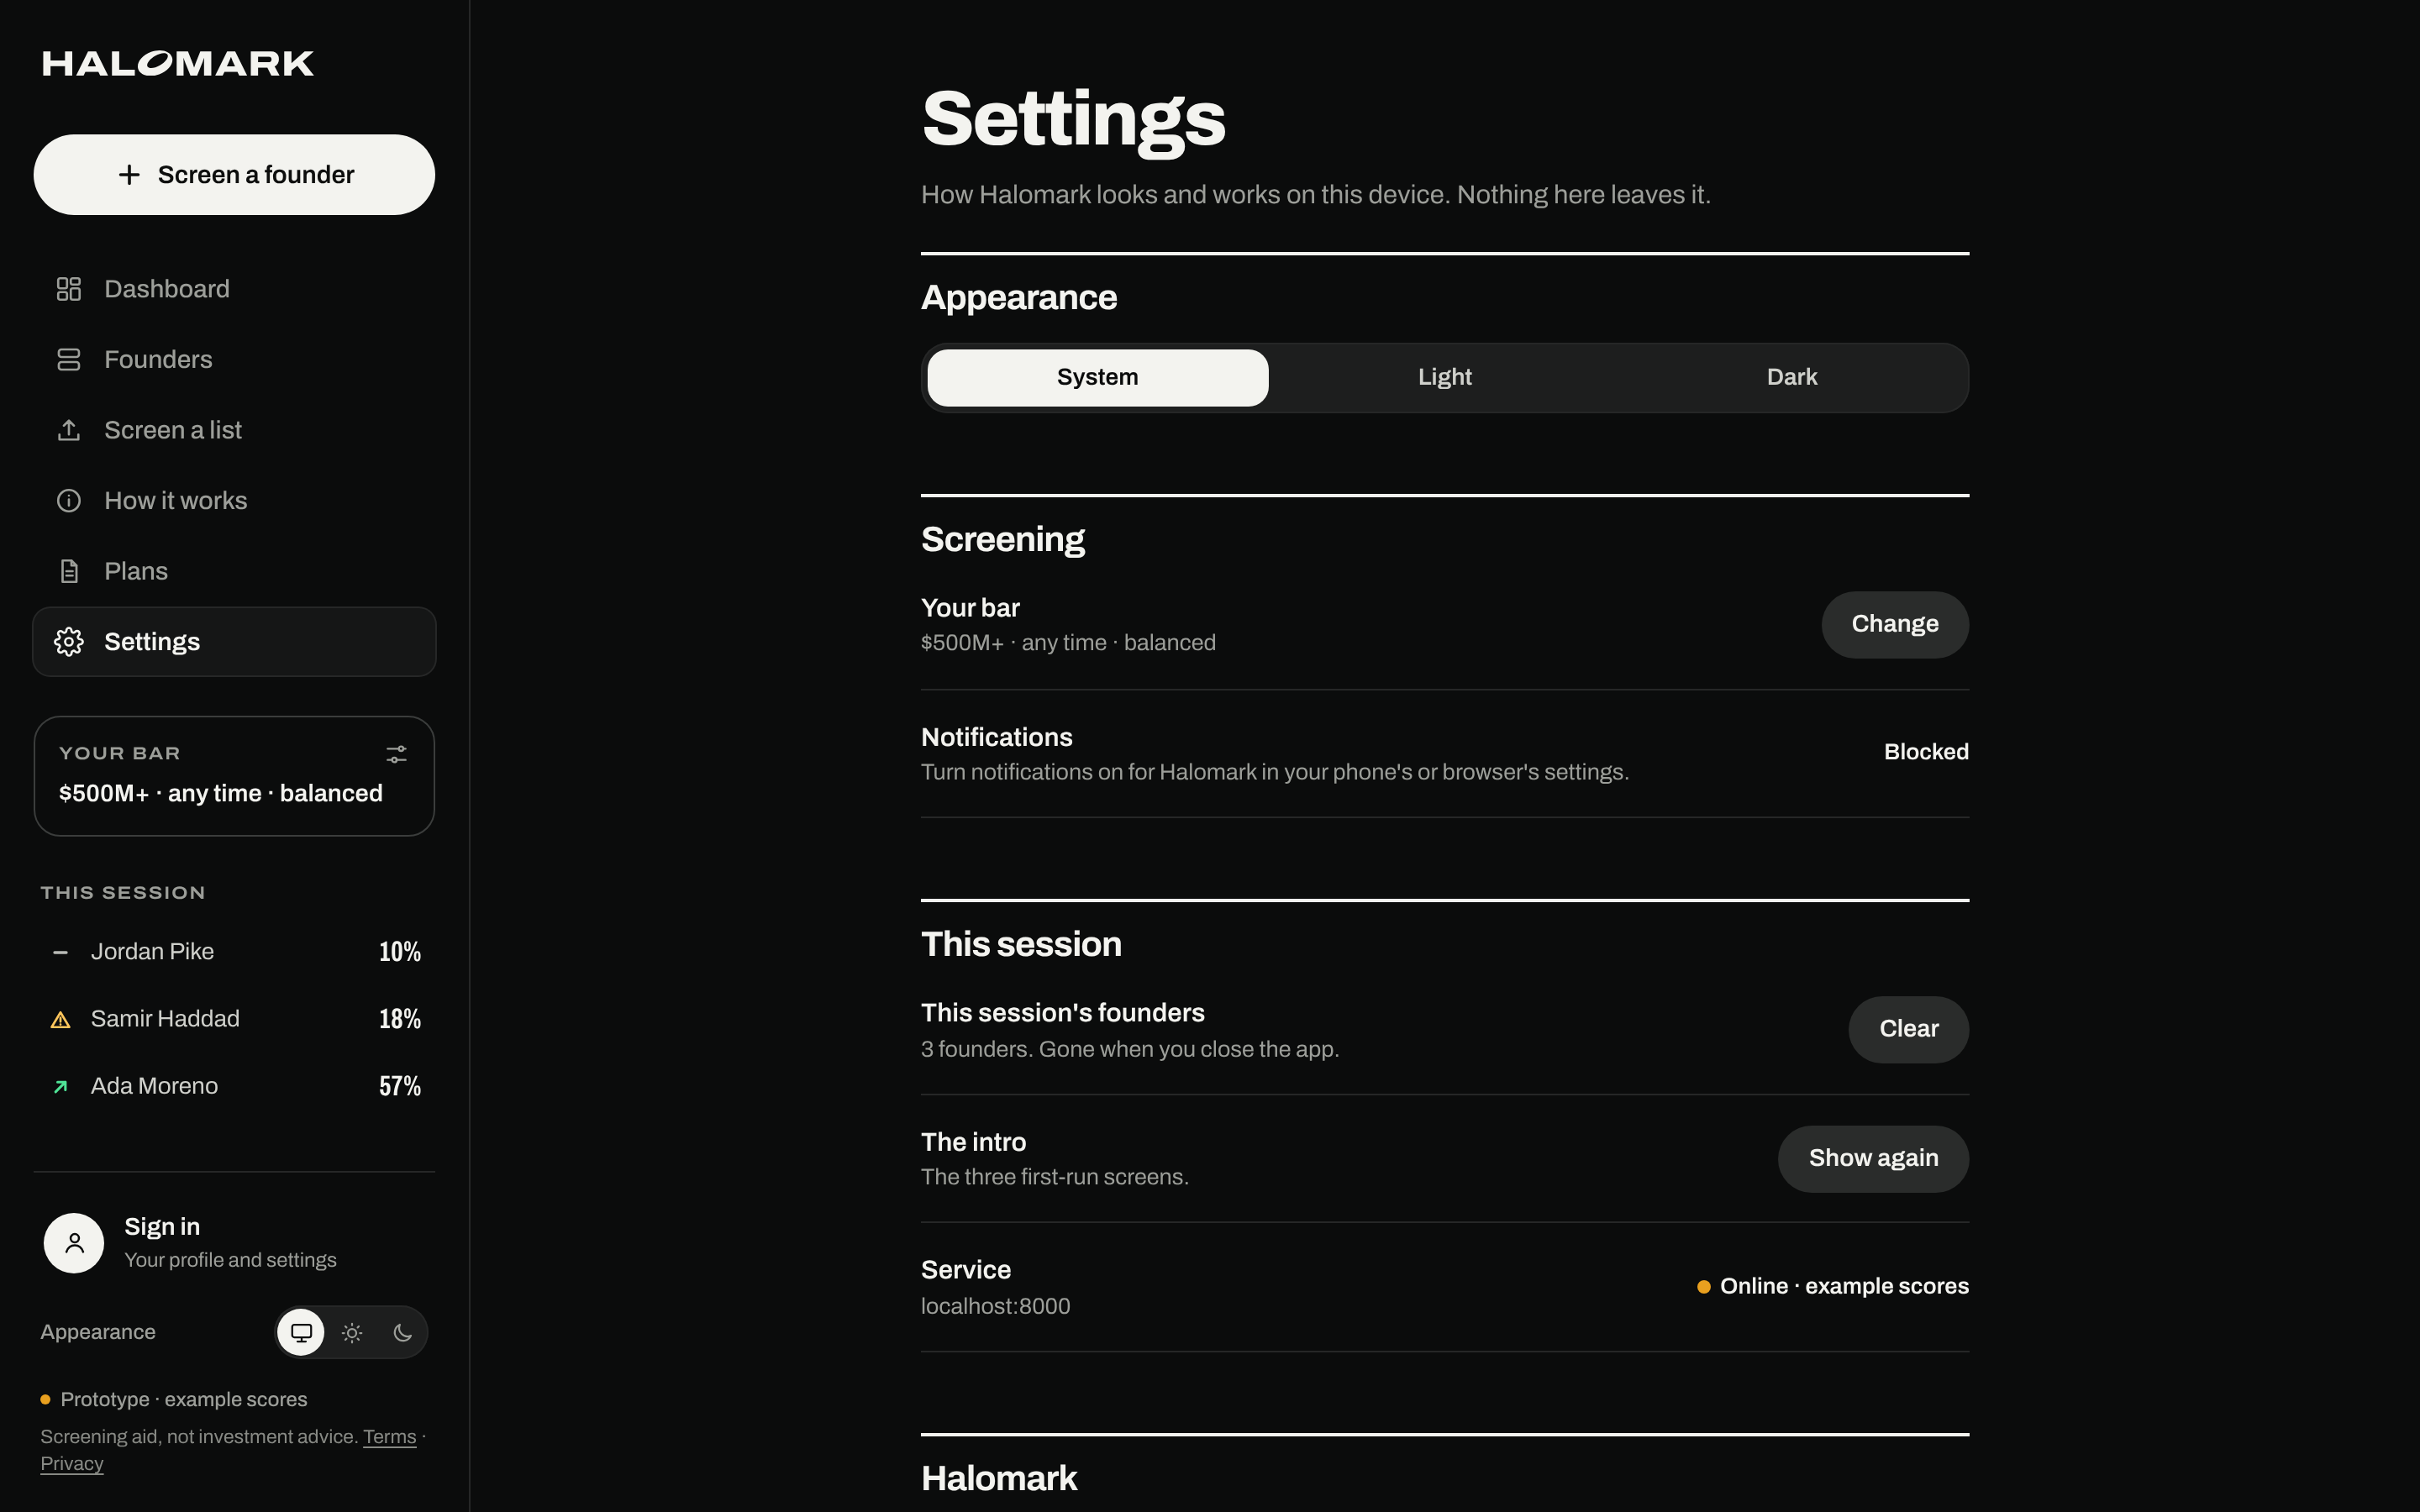 HALOMARK
Screen a founder
Dashboard
Founders
Screen a list
How it works
Plans
Settings
YOUR BAR
$500M+ · any time · balanced
THIS SESSION
Jordan Pike 10%
Samir Haddad 18%
Ada Moreno 57%
Sign in
Your profile and settings
Appearance
Prototype · example scores
Screening aid, not investment advice. Terms ·
Privacy
Settings
How Halomark looks and works on this device. Nothing here leaves it.
Appearance
System Light Dark
Screening
Your bar
$500M+ · any time · balanced
Change
Notifications
Turn notifications on for Halomark in your phone's or browser's settings.
Blocked
This session
This session's founders
3 founders. Gone when you close the app.
Clear
The intro
The three first-run screens.
Show again
Service
localhost:8000
Online · example scores
Halomark